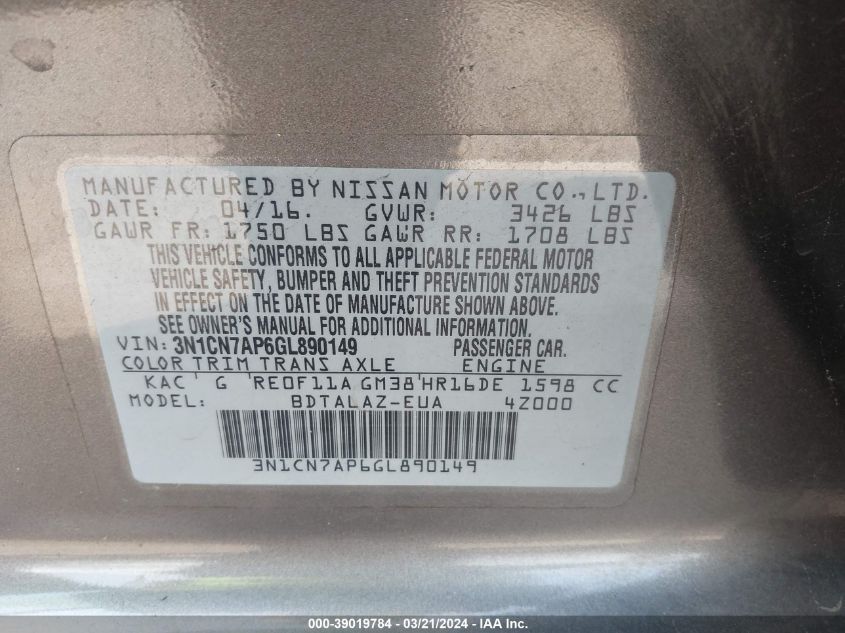 MANUFACTURED BY NISSAN MOTOR CO., LTD.
DATE: 04/16. GVWR: 3426 LBS
GAWR FR: 1750 LBS GAWR RR: 1708 LBS
THIS VEHICLE CONFORMS TO ALL APPLICABLE FEDERAL MOTOR
VEHICLE SAFETY, BUMPER AND THEFT PREVENTION STANDARDS
IN EFFECT ON THE DATE OF MANUFACTURE SHOWN ABOVE.
SEE OWNER'S MANUAL FOR ADDITIONAL INFORMATION.
VIN: 3N1CN7AP6GL890149 PASSENGER CAR.
COLOR TRIM TRANS AXLE ENGINE
KAC G RE0F11A GM38 HR16DE 1598 CC
MODEL: BDTALAZ-EUA 4Z000
3N1CN7AP6GL890149
000-39019784 — 03/21/2024 — IAA Inc.